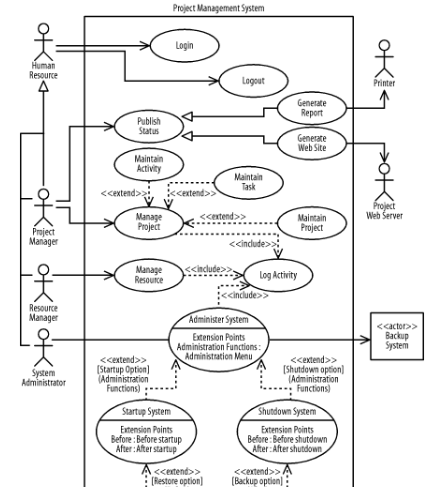 Project Management System
Login
Human
Resource
Logout
Printer
Generate
Report
Publish
Status
Generate
Web Site
Maintain
Activity
Maintain
Task
Project
Web Server
<<extend>>
<<extend>>
Project
Manager
Manage
Project
<<extend>>
Maintain
Project
<<include>>
Resource
Manager
Manage
Resource
<<include>>
Log Activity
<<include>>
Administer System
Extension Points
Administration Functions :
Administration Menu
<<actor>>
Backup
System
System
Administrator
<<extend>>
[Startup Option]
(Administration
Functions)
<<extend>>
[Shutdown option]
(Administration
Functions)
Startup System
Extension Points
Before : Before startup
After : After startup
Shutdown System
Extension Points
Before : Before shutdown
After : After shutdown
<<extend>>
[Restore option]
<<extend>>
[Backup option]